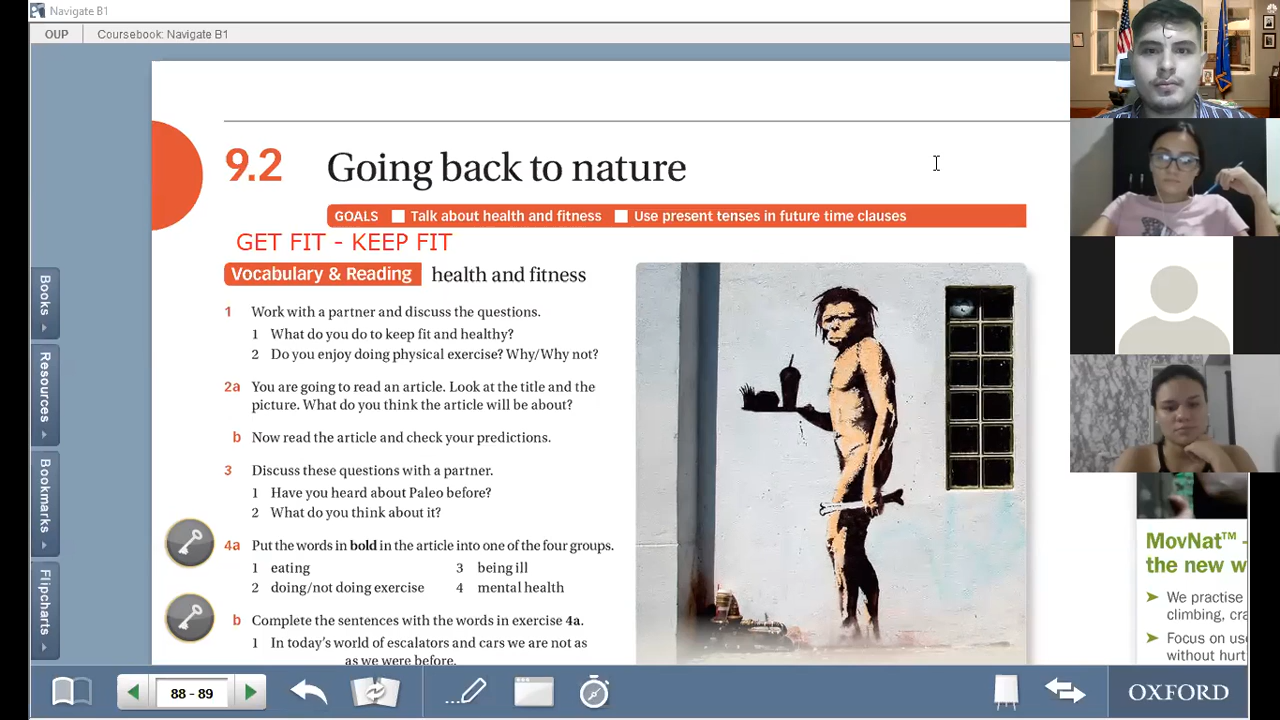 Navigate B1
OUP
Coursebook: Navigate B1
9.2
Going back to nature
GOALS Talk about health and fitness Use present tenses in future time clauses
GET FIT - KEEP FIT
Vocabulary & Reading health and fitness
1 Work with a partner and discuss the questions.
1 What do you do to keep fit and healthy?
2 Do you enjoy doing physical exercise? Why/Why not?
2a You are going to read an article. Look at the title and the
picture. What do you think the article will be about?
b Now read the article and check your predictions.
3 Discuss these questions with a partner.
1 Have you heard about Paleo before?
2 What do you think about it?
4a Put the words in bold in the article into one of the four groups.
1 eating 3 being ill
2 doing/not doing exercise 4 mental health
b Complete the sentences with the words in exercise 4a.
1 In today's world of escalators and cars we are not as
as we were before.
Books
Resources
Bookmarks
Flipcharts
MovNat™ -
the new w
We practise
climbing, cra
Focus on use
without hurt
88 - 89
OXFORD